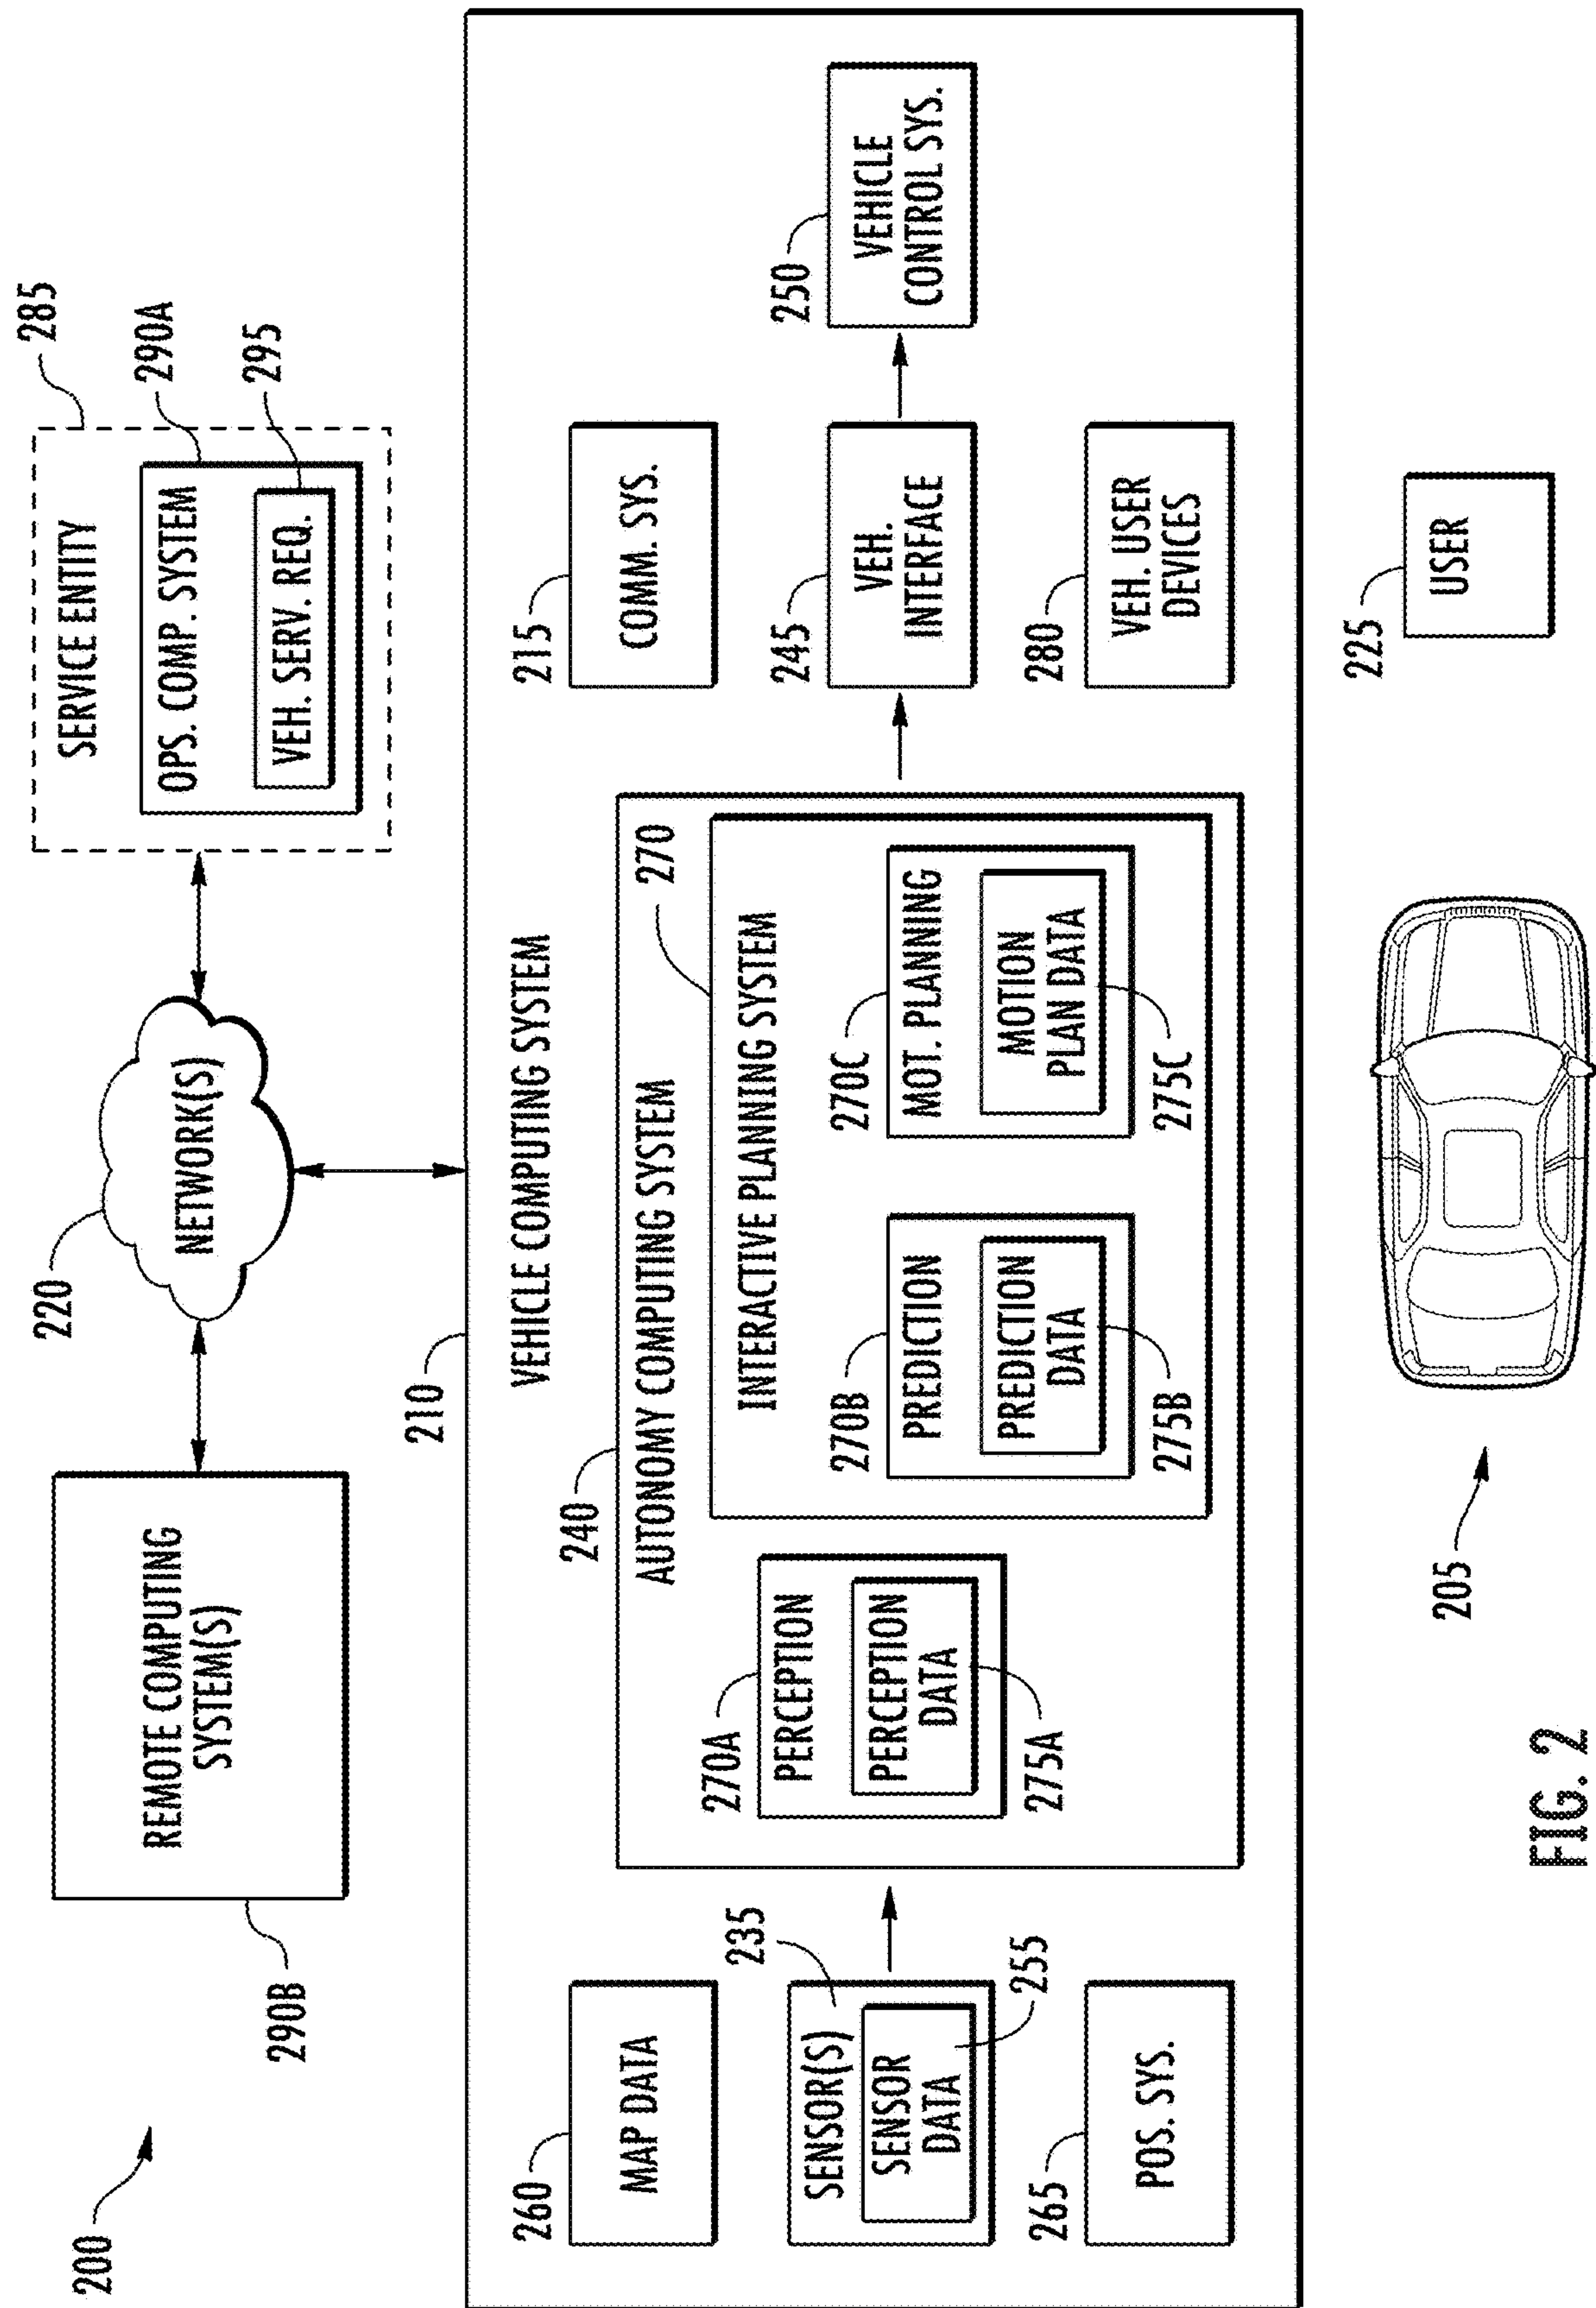 200
REMOTE COMPUTING
SYSTEM(S)
290B
220
NETWORK(S)
SERVICE ENTITY
285
OPS. COMP. SYSTEM
290A
VEH. SERV. REQ.
295
210
VEHICLE COMPUTING SYSTEM
260
MAP DATA
SENSOR(S)
235
SENSOR
DATA
255
265
POS. SYS.
240
AUTONOMY COMPUTING SYSTEM
270A
PERCEPTION
PERCEPTION
DATA
275A
INTERACTIVE PLANNING SYSTEM
270
270B
PREDICTION
PREDICTION
DATA
275B
270C
MOT. PLANNING
MOTION
PLAN DATA
275C
215
COMM. SYS.
245
VEH.
INTERFACE
280
VEH. USER
DEVICES
250
VEHICLE
CONTROL SYS.
205
225
USER
FIG. 2